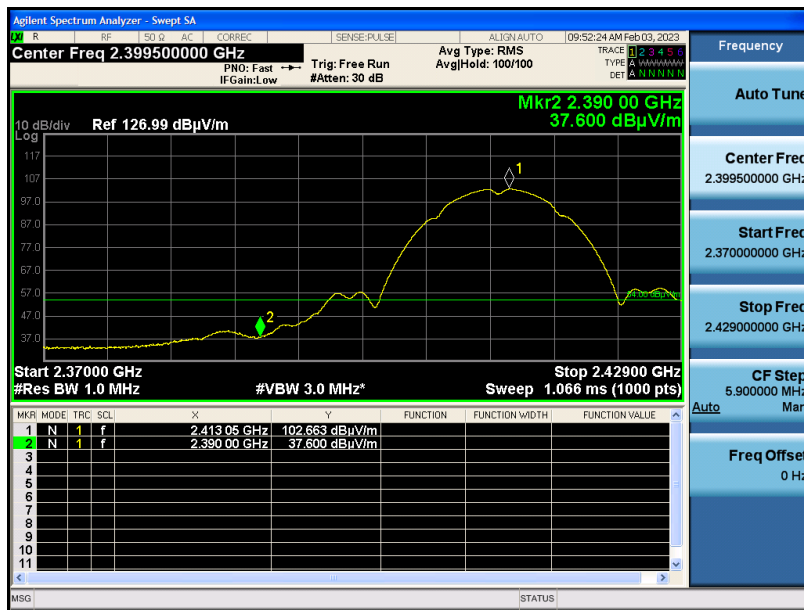 Agilent Spectrum Analyzer - Swept SA
LXI R RF 50 Ω AC CORREC SENSE:PULSE ALIGN AUTO 09:52:24 AM Feb 03, 2023
Center Freq 2.399500000 GHz
PNO: Fast
IFGain:Low
Trig: Free Run
#Atten: 30 dB
Avg Type: RMS
Avg|Hold: 100/100
TRACE 1 2 3 4 5 6
TYPE A WWWWW
DET A N N N N N
Mkr2 2.390 00 GHz
37.600 dBµV/m
10 dB/div Ref 126.99 dBµV/m
Log
117
107
97.0
87.0
77.0
67.0
57.0
47.0
37.0
1
2
54.00 dBµV/m
Start 2.37000 GHz Stop 2.42900 GHz
#Res BW 1.0 MHz #VBW 3.0 MHz* Sweep 1.066 ms (1000 pts)
MKR MODE TRC SCL X Y FUNCTION FUNCTION WIDTH FUNCTION VALUE
1 N 1 f 2.413 05 GHz 102.663 dBµV/m
2 N 1 f 2.390 00 GHz 37.600 dBµV/m
3
4
5
6
7
8
9
10
11
MSG STATUS
Frequency
Auto Tune
Center Freq
2.399500000 GHz
Start Freq
2.370000000 GHz
Stop Freq
2.429000000 GHz
CF Step
5.900000 MHz
Auto Man
Freq Offset
0 Hz